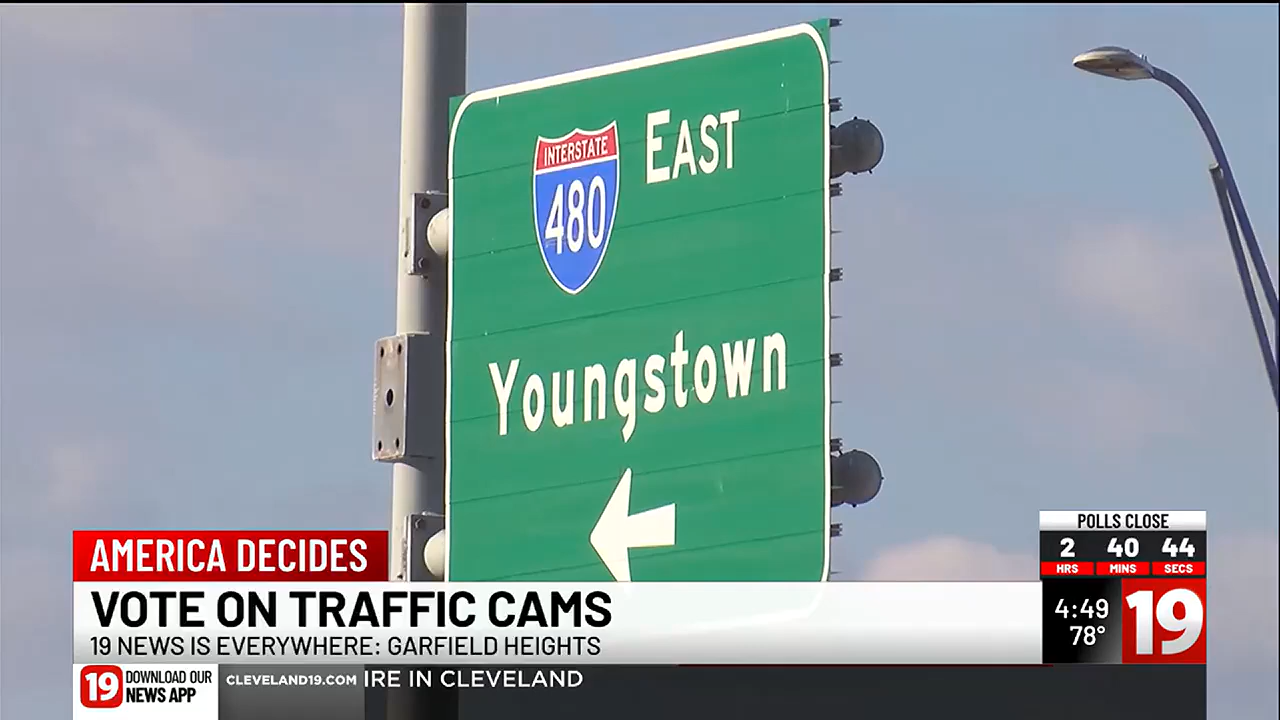 INTERSTATE
480
EAST
Youngstown
AMERICA DECIDES
VOTE ON TRAFFIC CAMS
19 NEWS IS EVERYWHERE: GARFIELD HEIGHTS
POLLS CLOSE
2 40 44
HRS MINS SECS
4:49
78°
19
19 DOWNLOAD OUR
NEWS APP
CLEVELAND19.COM
IRE IN CLEVELAND